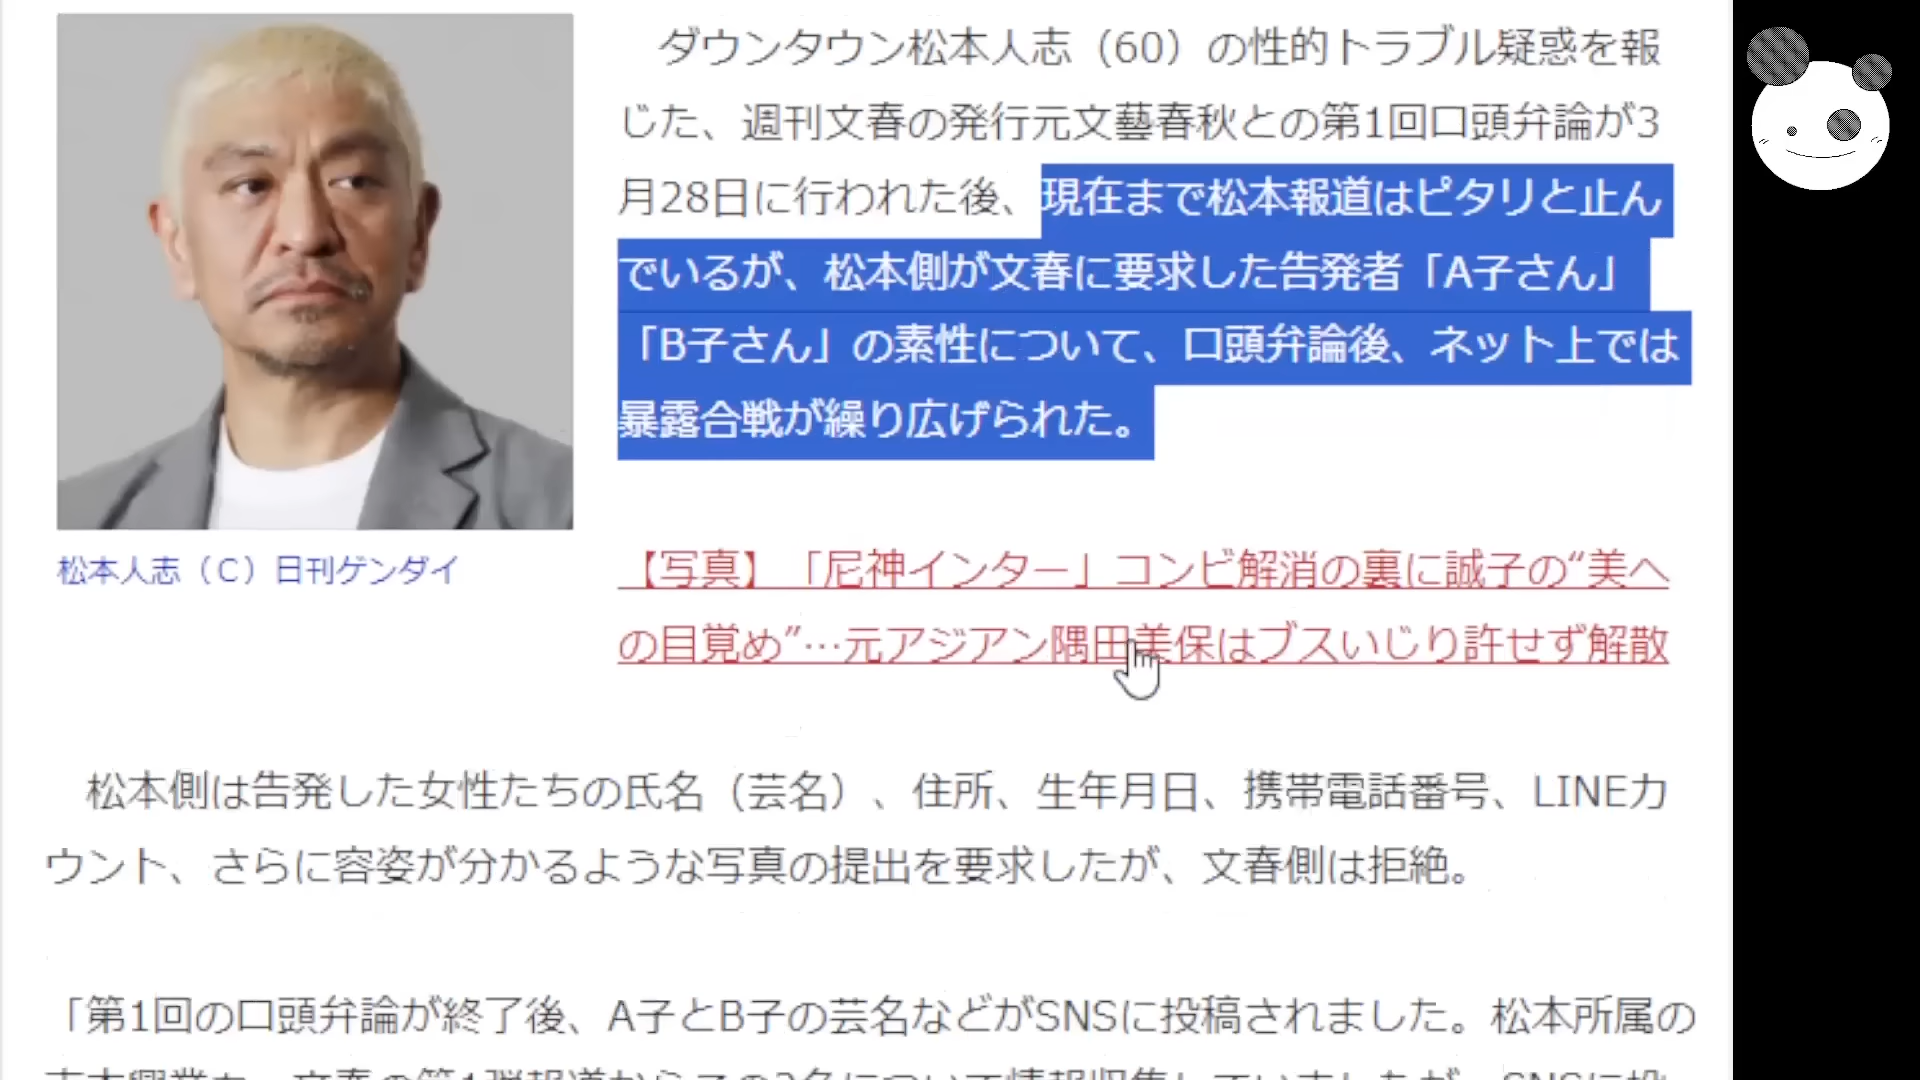 ダウンタウン松本人志（60）の性的トラブル疑惑を報
じた、週刊文春の発行元文藝春秋との第1回口頭弁論が3
月28日に行われた後、現在まで松本報道はピタリと止ん
でいるが、松本側が文春に要求した告発者「A子さん」
「B子さん」の素性について、口頭弁論後、ネット上では
暴露合戦が繰り広げられた。
松本人志（C）日刊ゲンダイ
【写真】「尼神インター」コンビ解消の裏に誠子の“美へ
の目覚め”…元アジアン隅田美保はブスいじり許せず解散
松本側は告発した女性たちの氏名（芸名）、住所、生年月日、携帯電話番号、LINEカ
ウント、さらに容姿が分かるような写真の提出を要求したが、文春側は拒絶。
「第1回の口頭弁論が終了後、A子とB子の芸名などがSNSに投稿されました。松本所属の